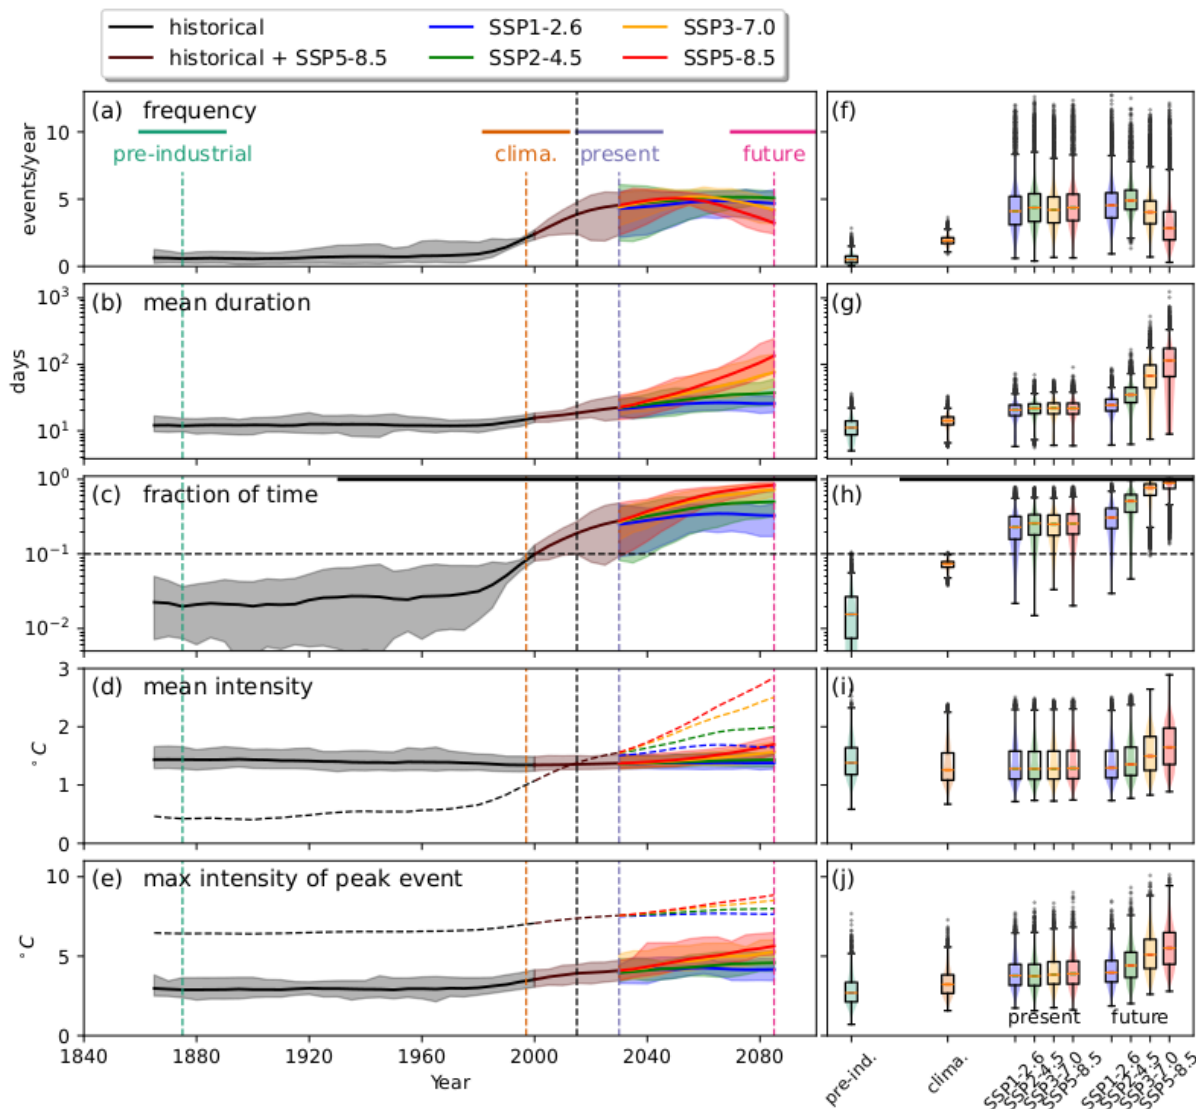 historical SSP1-2.6 SSP3-7.0
historical + SSP5-8.5 SSP2-4.5 SSP5-8.5
(a) frequency
pre-industrial clima. present future
events/year
10
5
0
(f)
(b) mean duration
days
10³
10²
10¹
(g)
(c) fraction of time
10⁰
10⁻¹
10⁻²
(h)
(d) mean intensity
°C
3
2
1
0
(i)
(e) max intensity of peak event
°C
10
5
0
(j)
present future
1840 1880 1920 1960 2000 2040 2080
Year
pre-ind. clima. SSP1-2.6 SSP2-4.5 SSP3-7.0 SSP5-8.5 SSP1-2.6 SSP2-4.5 SSP3-7.0 SSP5-8.5